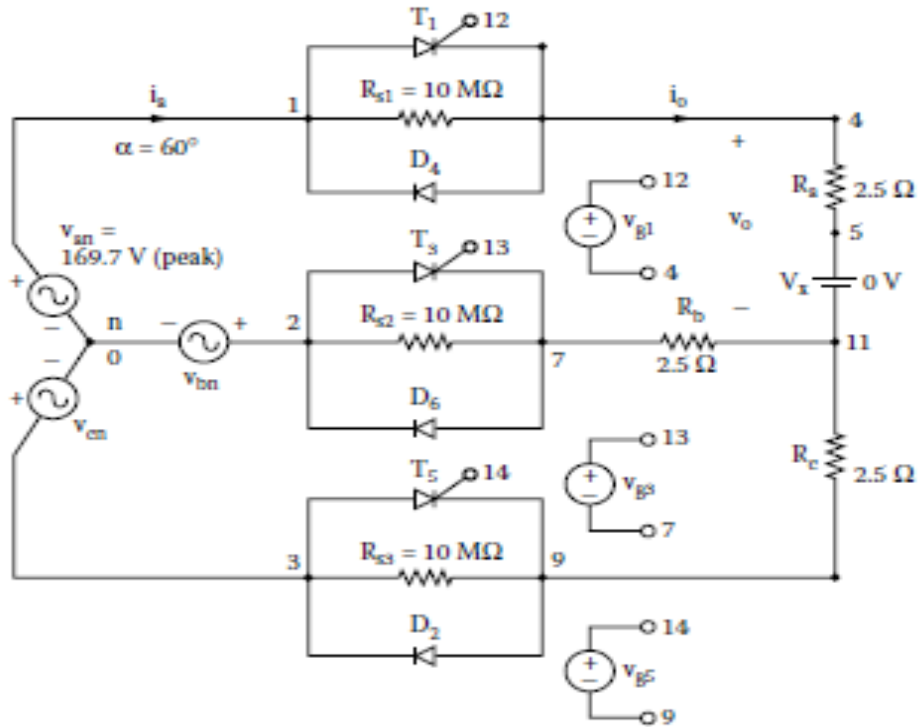 T1
12
Rs1 = 10 MΩ
ia
1
α = 60°
D4
io
4
+
Ra
2.5 Ω
12
vg1
4
vo
5
Vx
0 V
van =
169.7 V (peak)
T3
13
Rs2 = 10 MΩ
n
0
2
vbn
D6
7
Rb
2.5 Ω
−
11
vcn
T5
14
Rs3 = 10 MΩ
3
D2
9
13
vg3
7
Rc
2.5 Ω
14
vg5
9